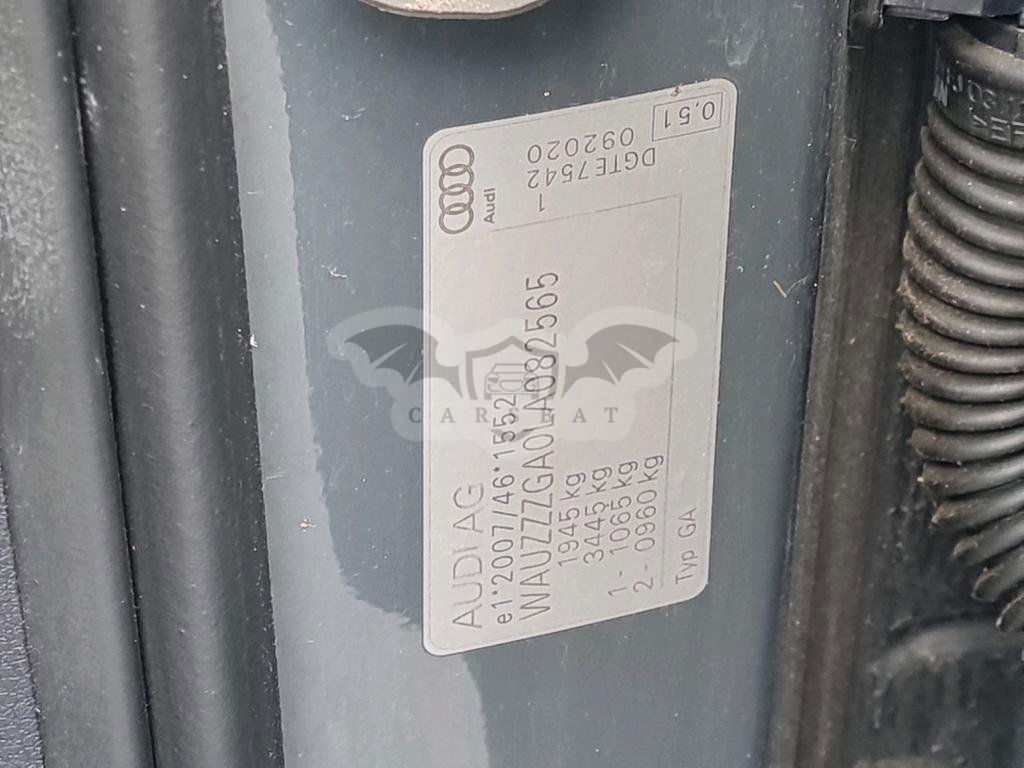 AUDI AG
e1*2007/46*1552
WAUZZZGA0LA082565
1945 kg
3445 kg
1 - 1065 kg
2 - 0960 kg
Typ GA
Audi
DGTE7542 -
092020
0,51